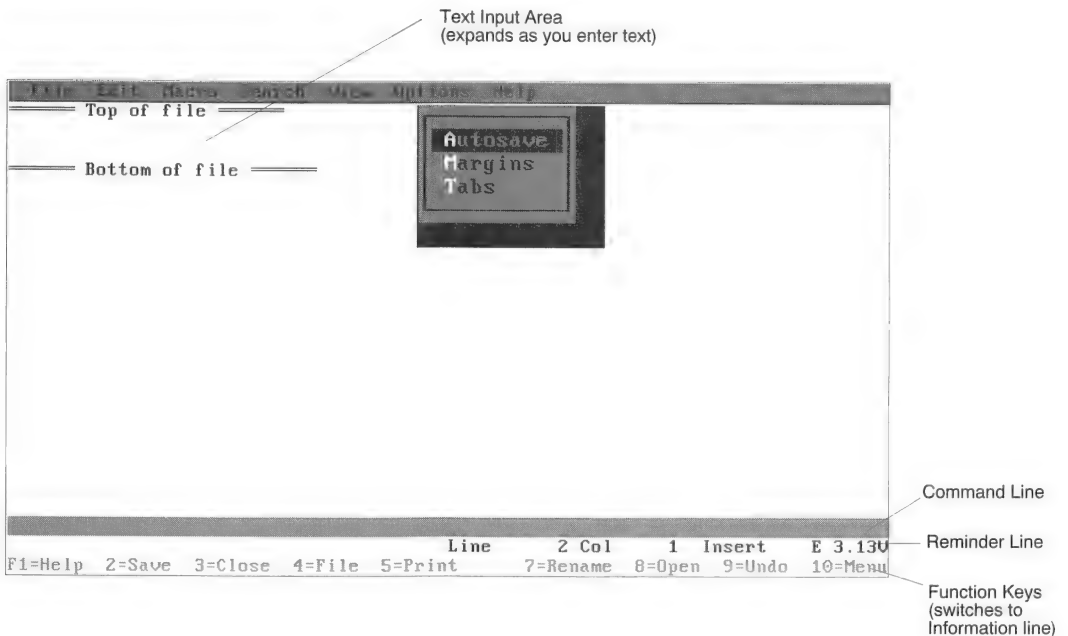 Text Input Area
(expands as you enter text)
File Edit Macro Search View Options Help
Top of file
Autosave
Margins
Tabs
Bottom of file
Command Line
Line 2 Col 1 Insert E 3.13U
Reminder Line
F1=Help 2=Save 3=Close 4=File 5=Print 7=Rename 8=Open 9=Undo 10=Menu
Function Keys
(switches to
Information line)